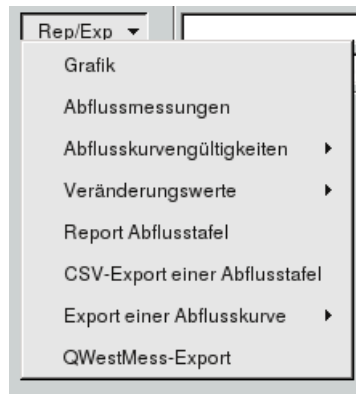 Rep/Exp
Grafik
Abflussmessungen
Abflusskurvengültigkeiten
Veränderungswerte
Report Abflusstafel
CSV-Export einer Abflusstafel
Export einer Abflusskurve
QWestMess-Export